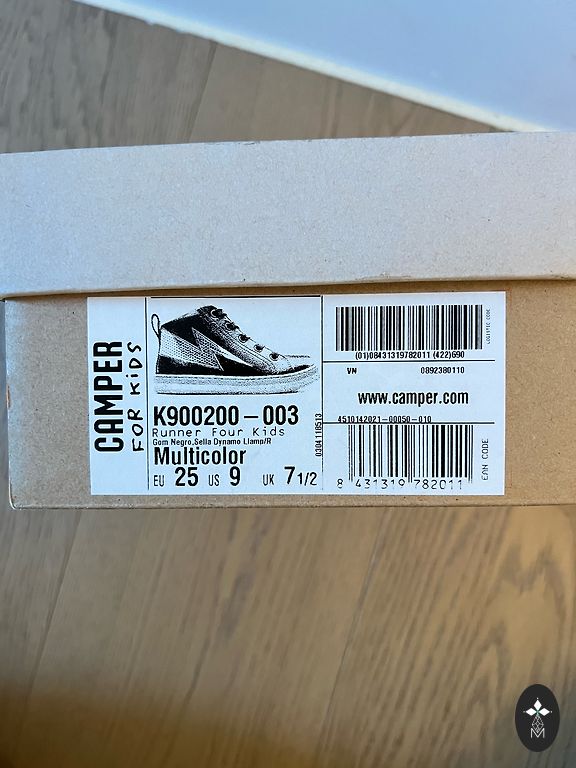 CAMPER
FOR KiDS
K900200-003
Runner Four Kids
Gom Negro,Sella Dynamo Llamp/R
Multicolor
EU 25 US 9 UK 7 1/2
0304118513
(01)08431319782011 (422)690
LOGISTIC CODE
VN 0892380110
www.camper.com
4510142021-00050-010
8 431319 782011
EAN CODE
M